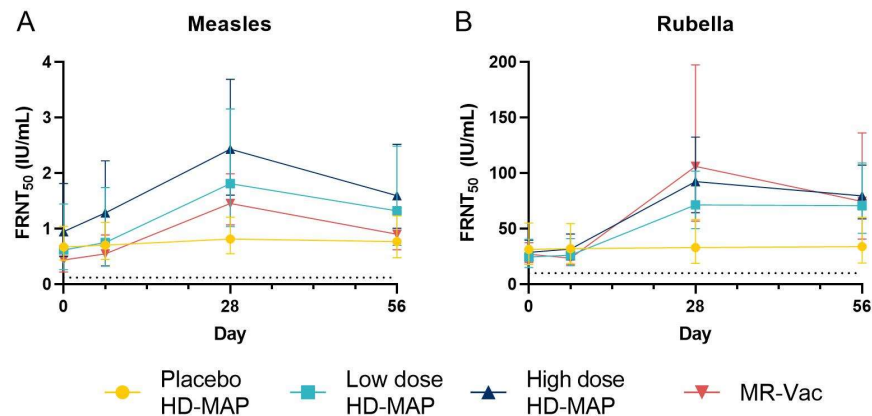 A
Measles
FRNT50 (IU/mL)
4
3
2
1
0
0
28
56
Day
B
Rubella
FRNT50 (IU/mL)
200
150
100
50
0
0
28
56
Day
Placebo
HD-MAP
Low dose
HD-MAP
High dose
HD-MAP
MR-Vac